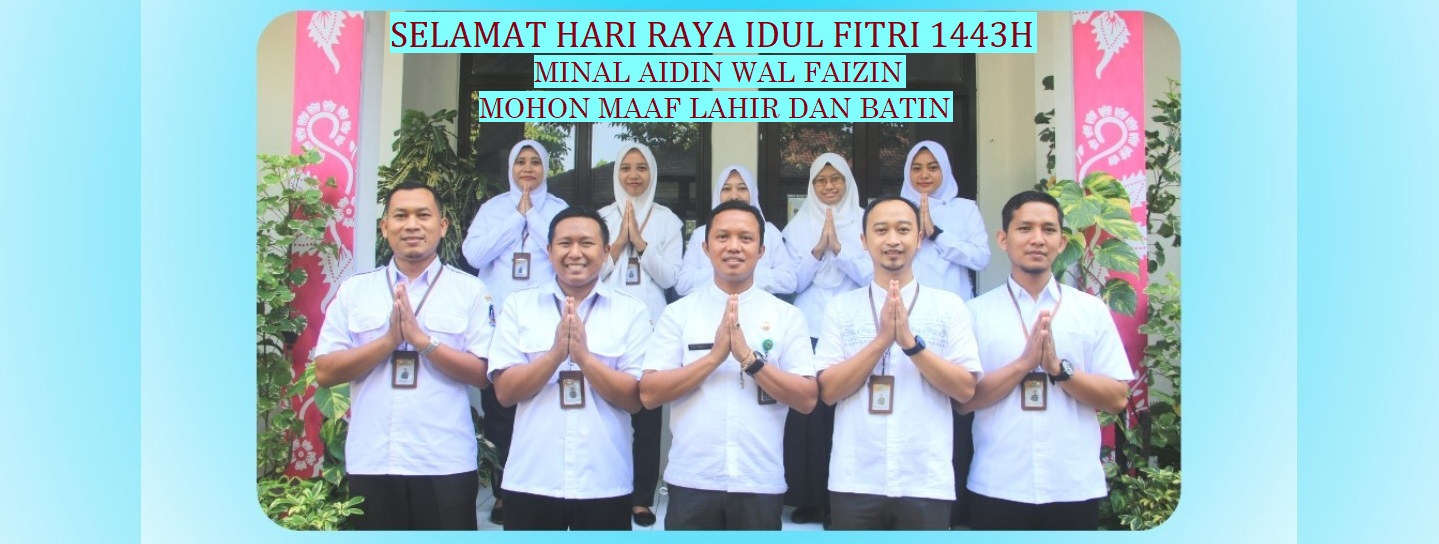 SELAMAT HARI RAYA IDUL FITRI 1443H
MINAL AIDIN WAL FAIZIN
MOHON MAAF LAHIR DAN BATIN